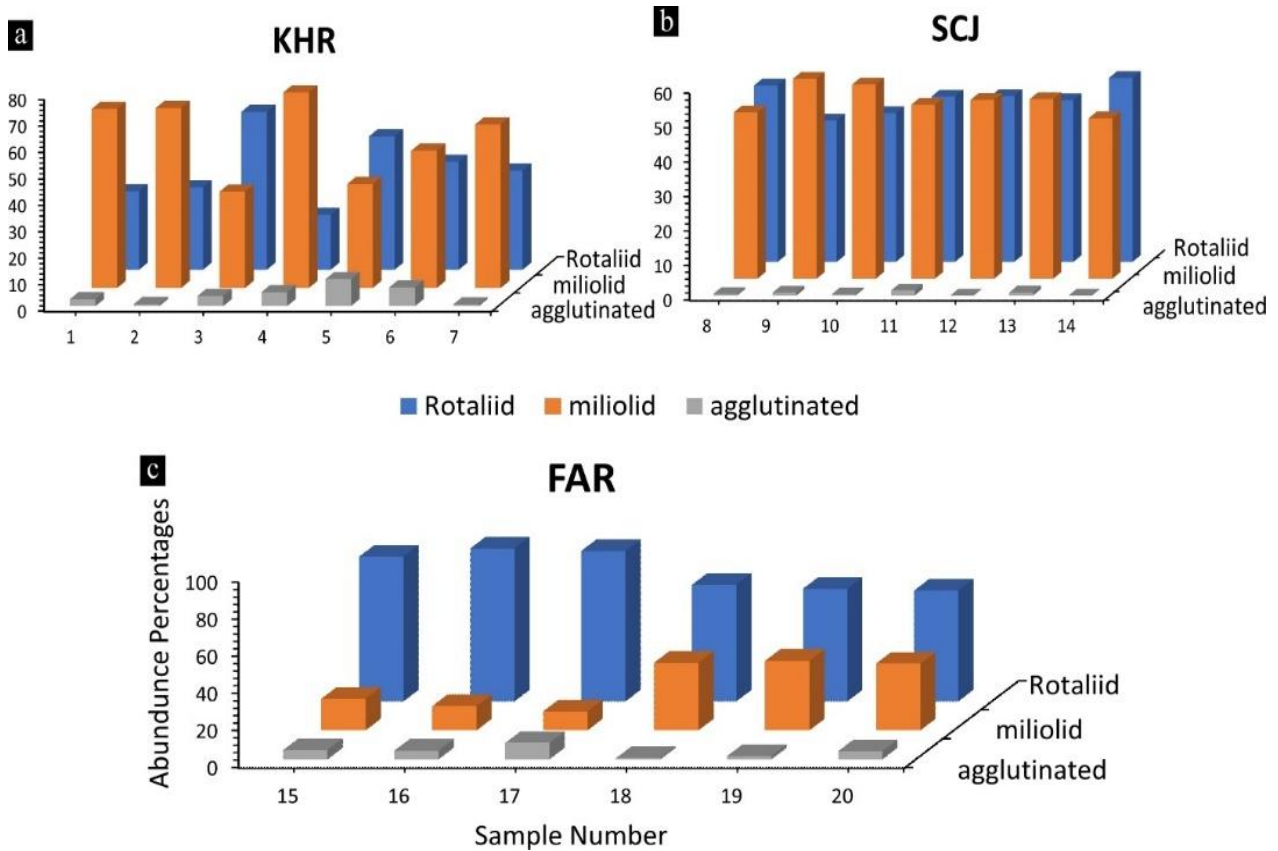 a
KHR
80
70
60
50
40
30
20
10
0
1 2 3 4 5 6 7
Rotaliid
miliolid
agglutinated
b
SCJ
60
50
40
30
20
10
0
8 9 10 11 12 13 14
Rotaliid
miliolid
agglutinated
Rotaliid miliolid agglutinated
c
FAR
Abundunce Percentages
100
80
60
40
20
0
15 16 17 18 19 20
Rotaliid
miliolid
agglutinated
Sample Number